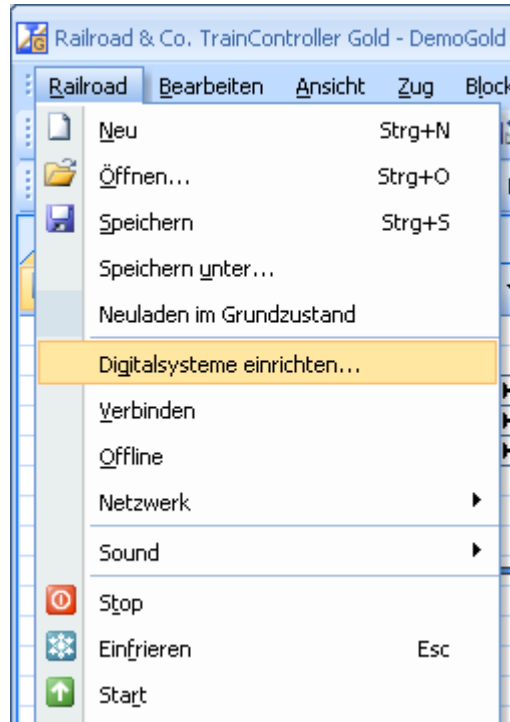 Railroad & Co. TrainController Gold - DemoGold
Railroad Bearbeiten Ansicht Zug Block
Neu Strg+N
Öffnen... Strg+O
Speichern Strg+S
Speichern unter...
Neuladen im Grundzustand
Digitalsysteme einrichten...
Verbinden
Offline
Netzwerk
Sound
Stop
Einfrieren Esc
Start